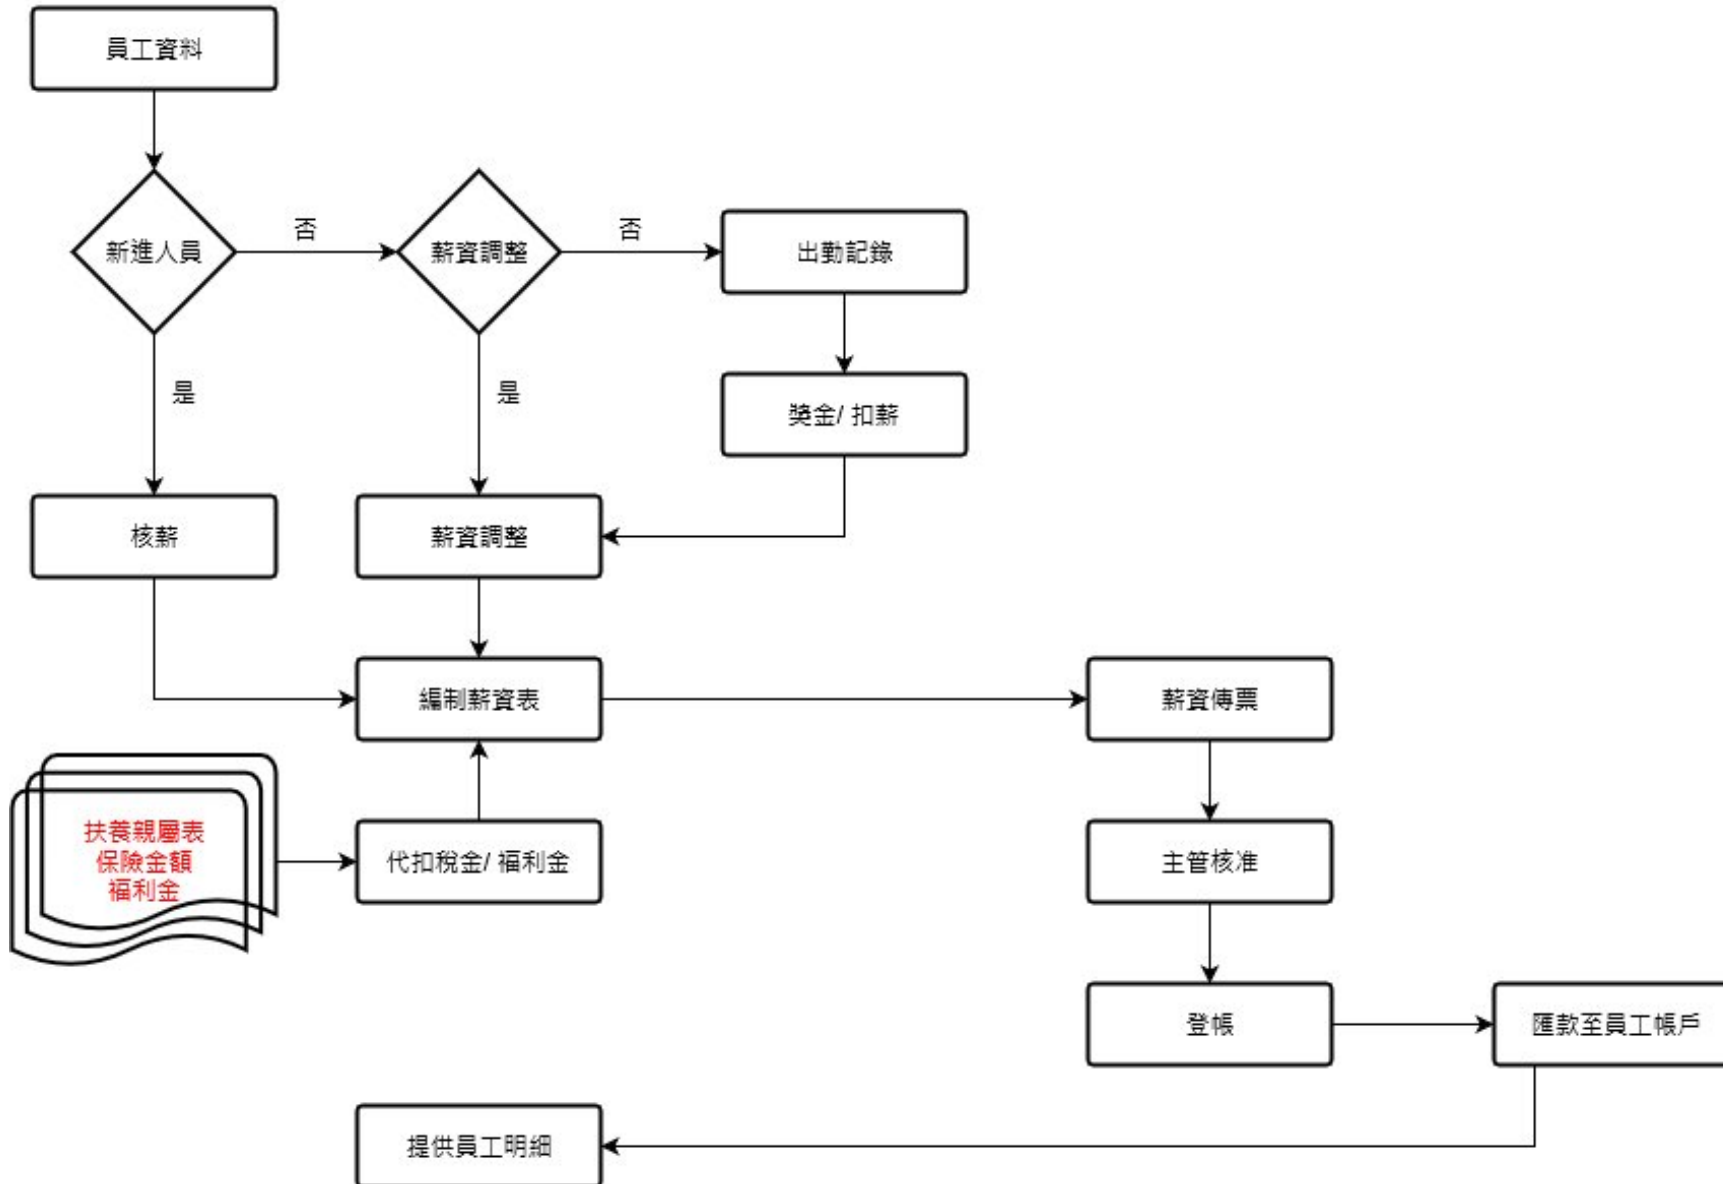 員工資料
新進人員
否
薪資調整
否
出勤記錄
是
是
獎金/ 扣薪
核薪
薪資調整
編制薪資表
薪資傳票
扶養親屬表
保險金額
福利金
代扣稅金/ 福利金
主管核准
登帳
匯款至員工帳戶
提供員工明細